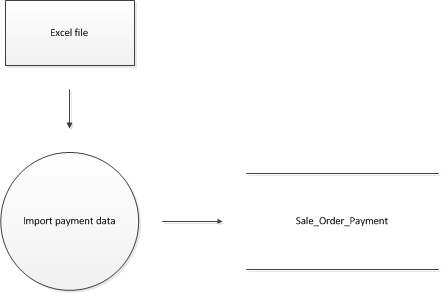 Excel file
Import payment data
Sale_Order_Payment